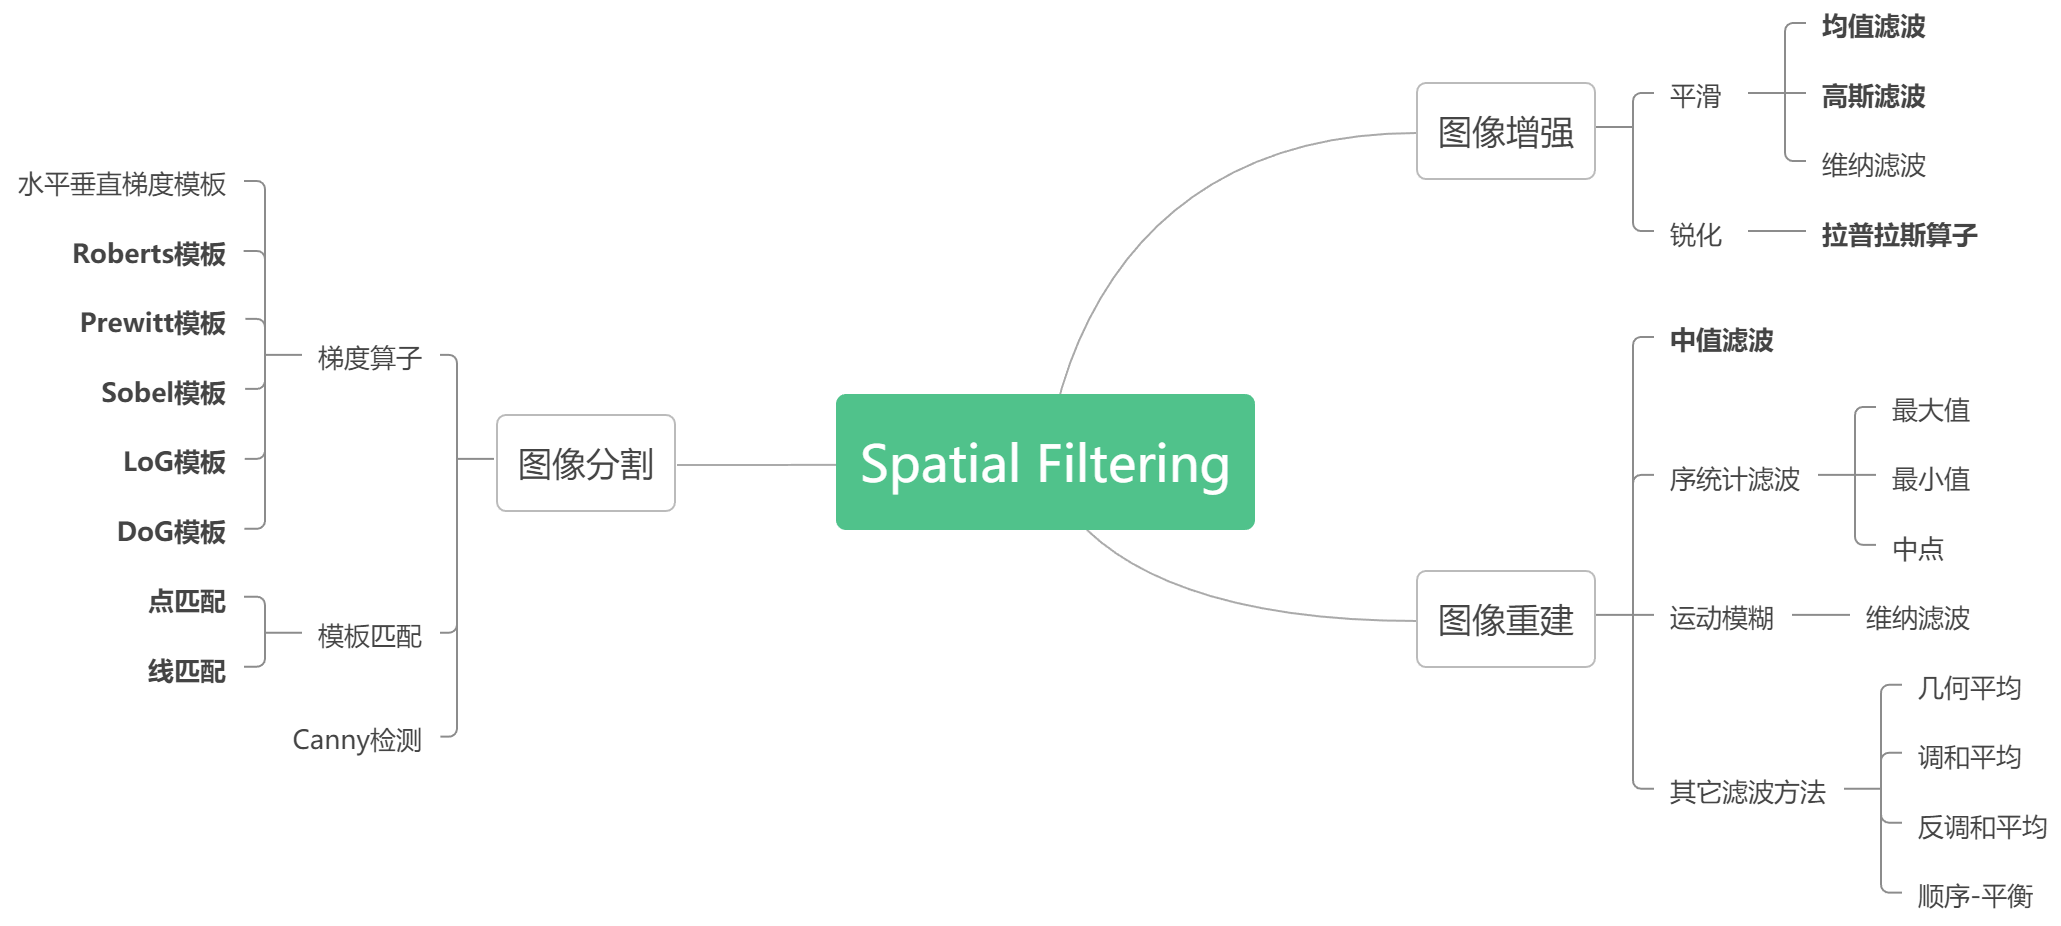 Spatial Filtering
图像增强
平滑
均值滤波
高斯滤波
维纳滤波
锐化
拉普拉斯算子
图像重建
中值滤波
序统计滤波
最大值
最小值
中点
运动模糊
维纳滤波
其它滤波方法
几何平均
调和平均
反调和平均
顺序-平衡
图像分割
梯度算子
水平垂直梯度模板
Roberts模板
Prewitt模板
Sobel模板
LoG模板
DoG模板
模板匹配
点匹配
线匹配
Canny检测